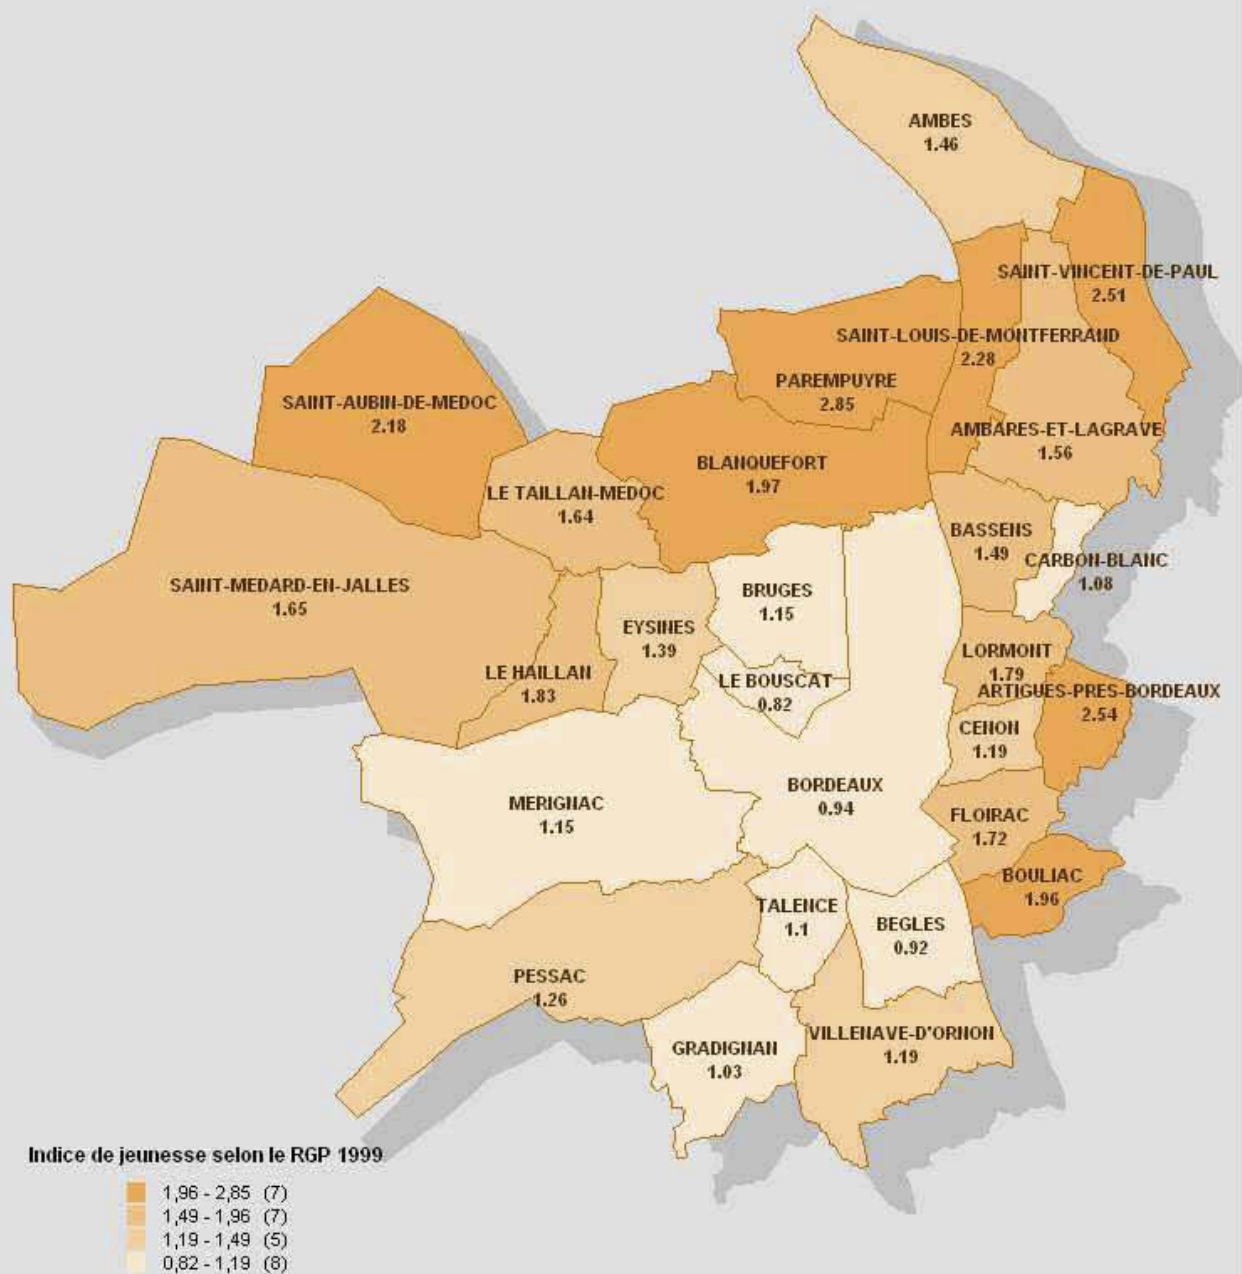 AMBES
1.46
SAINT-VINCENT-DE-PAUL
2.51
SAINT-LOUIS-DE-MONTFERRAND
2.28
PAREMPUYRE
2.85
SAINT-AUBIN-DE-MEDOC
2.18
AMBARES-ET-LAGRAVE
1.56
BLANQUEFORT
1.97
LE TAILLAN-MEDOC
1.64
BASSENS
1.49
CARBON-BLANC
1.08
SAINT-MEDARD-EN-JALLES
1.65
BRUGES
1.15
EYSINES
1.39
LE HAILLAN
1.83
LE BOUSCAT
0.82
LORMONT
1.79
ARTIGUES-PRES-BORDEAUX
2.54
CENON
1.19
BORDEAUX
0.94
MERIGNAC
1.15
FLOIRAC
1.72
BOULIAC
1.96
TALENCE
1.1
BEGLES
0.92
PESSAC
1.26
VILLENAVE-D'ORNON
1.19
GRADIGNAN
1.03
Indice de jeunesse selon le RGP 1999
1,96 - 2,85 (7)
1,49 - 1,96 (7)
1,19 - 1,49 (5)
0,82 - 1,19 (8)